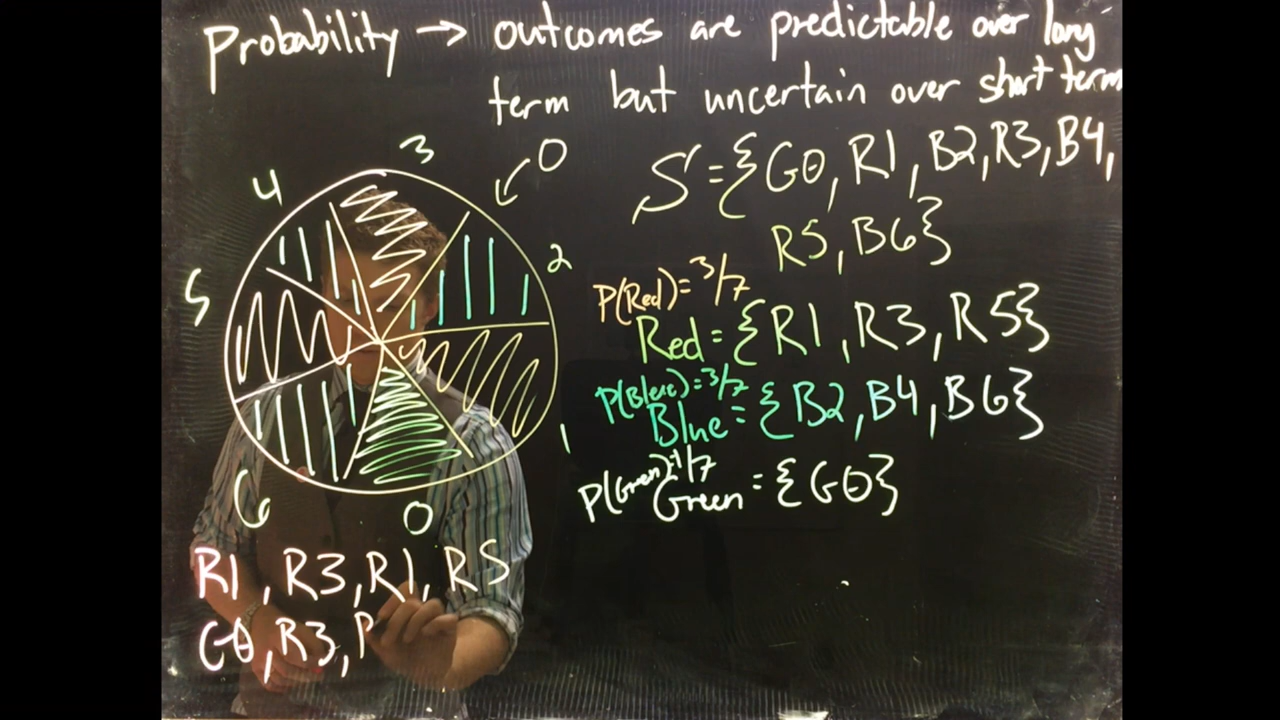 Probability → outcomes are predictable over long
term but uncertain over short term
S={G0, R1, B2, R3, B4,
R5, B6}
3
0
4
2
5
1
6
0
P(Red)=3/7
Red={R1, R3, R5}
P(Blue)=3/7
Blue={B2, B4, B6}
P(Green)=1/7
Green={G0}
R1, R3, R1, R5
G0, R3,